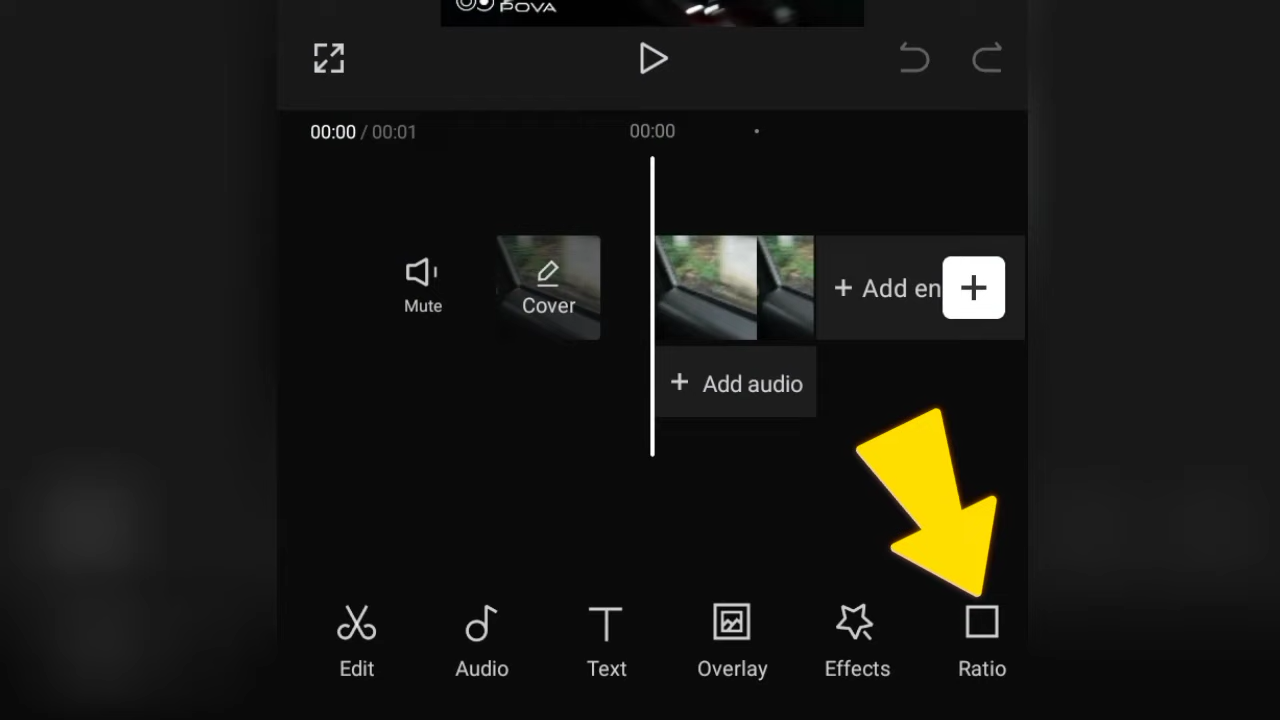 POVA
00:00 / 00:01
00:00
Mute
Cover
+ Add en
+
+ Add audio
Edit
Audio
Text
Overlay
Effects
Ratio